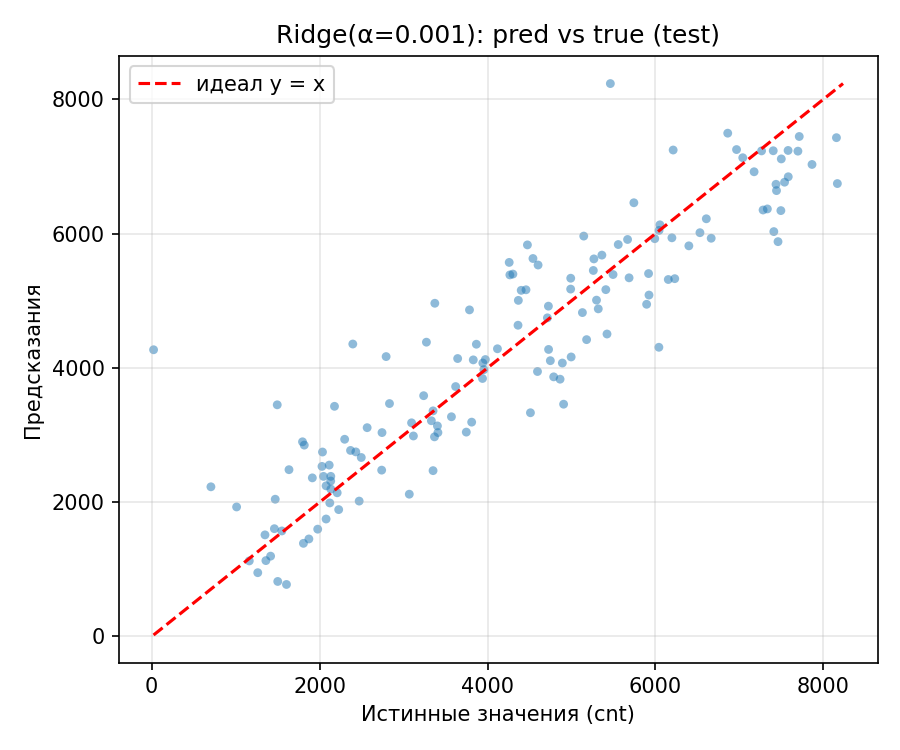 Ridge(α=0.001): pred vs true (test)
идеал y = x
8000
6000
4000
2000
0
Предсказания
0 2000 4000 6000 8000
Истинные значения (cnt)